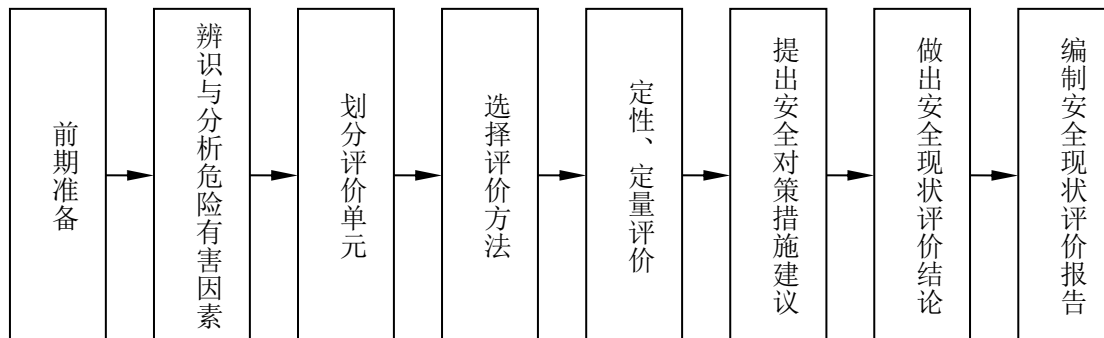 前期准备
辨识与分析危险有害因素
划分评价单元
选择评价方法
定性、定量评价
提出安全对策措施建议
做出安全现状评价结论
编制安全现状评价报告